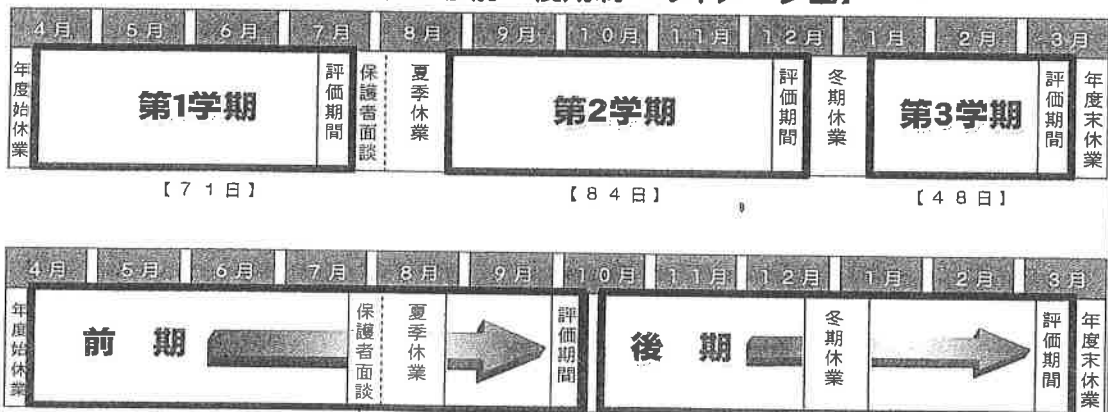 4月 5月 6月 7月 8月 9月 10月 11月 12月 1月 2月 3月
年度始休業
第1学期
評価期間
保護者面談
夏季休業
第2学期
評価期間
冬期休業
第3学期
評価期間
年度末休業
【71日】 【84日】 【48日】
4月 5月 6月 7月 8月 9月 10月 11月 12月 1月 2月 3月
年度始休業
前 期
保護者面談
夏季休業
評価期間
後 期
冬期休業
評価期間
年度末休業